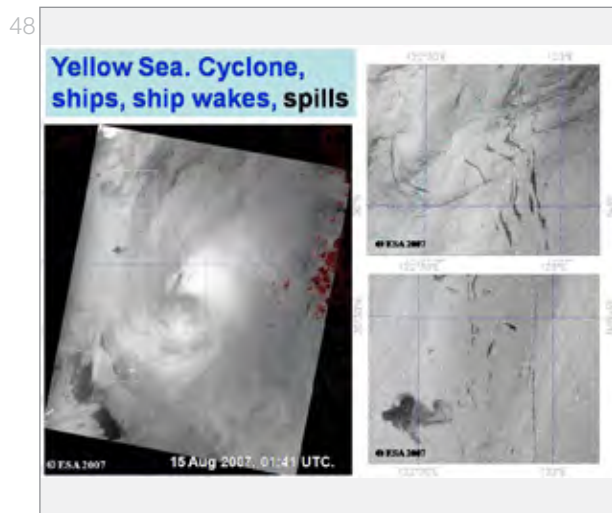 48
Yellow Sea. Cyclone,
ships, ship wakes, spills
© ESA 2007
15 Aug 2007, 01:41 UTC.
© ESA 2007
© ESA 2007